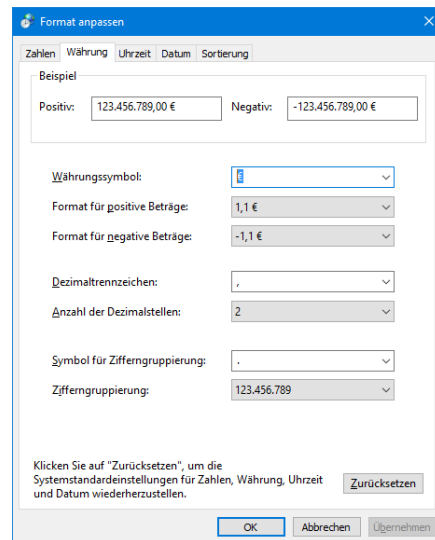 Format anpassen
Zahlen Währung Uhrzeit Datum Sortierung
Beispiel
Positiv: 123.456.789,00 € Negativ: -123.456.789,00 €
Währungssymbol: €
Format für positive Beträge: 1,1 €
Format für negative Beträge: -1,1 €
Dezimaltrennzeichen: ,
Anzahl der Dezimalstellen: 2
Symbol für Zifferngruppierung: .
Zifferngruppierung: 123.456.789
Klicken Sie auf "Zurücksetzen", um die
Systemstandardeinstellungen für Zahlen, Währung, Uhrzeit
und Datum wiederherzustellen.
Zurücksetzen
OK Abbrechen Übernehmen